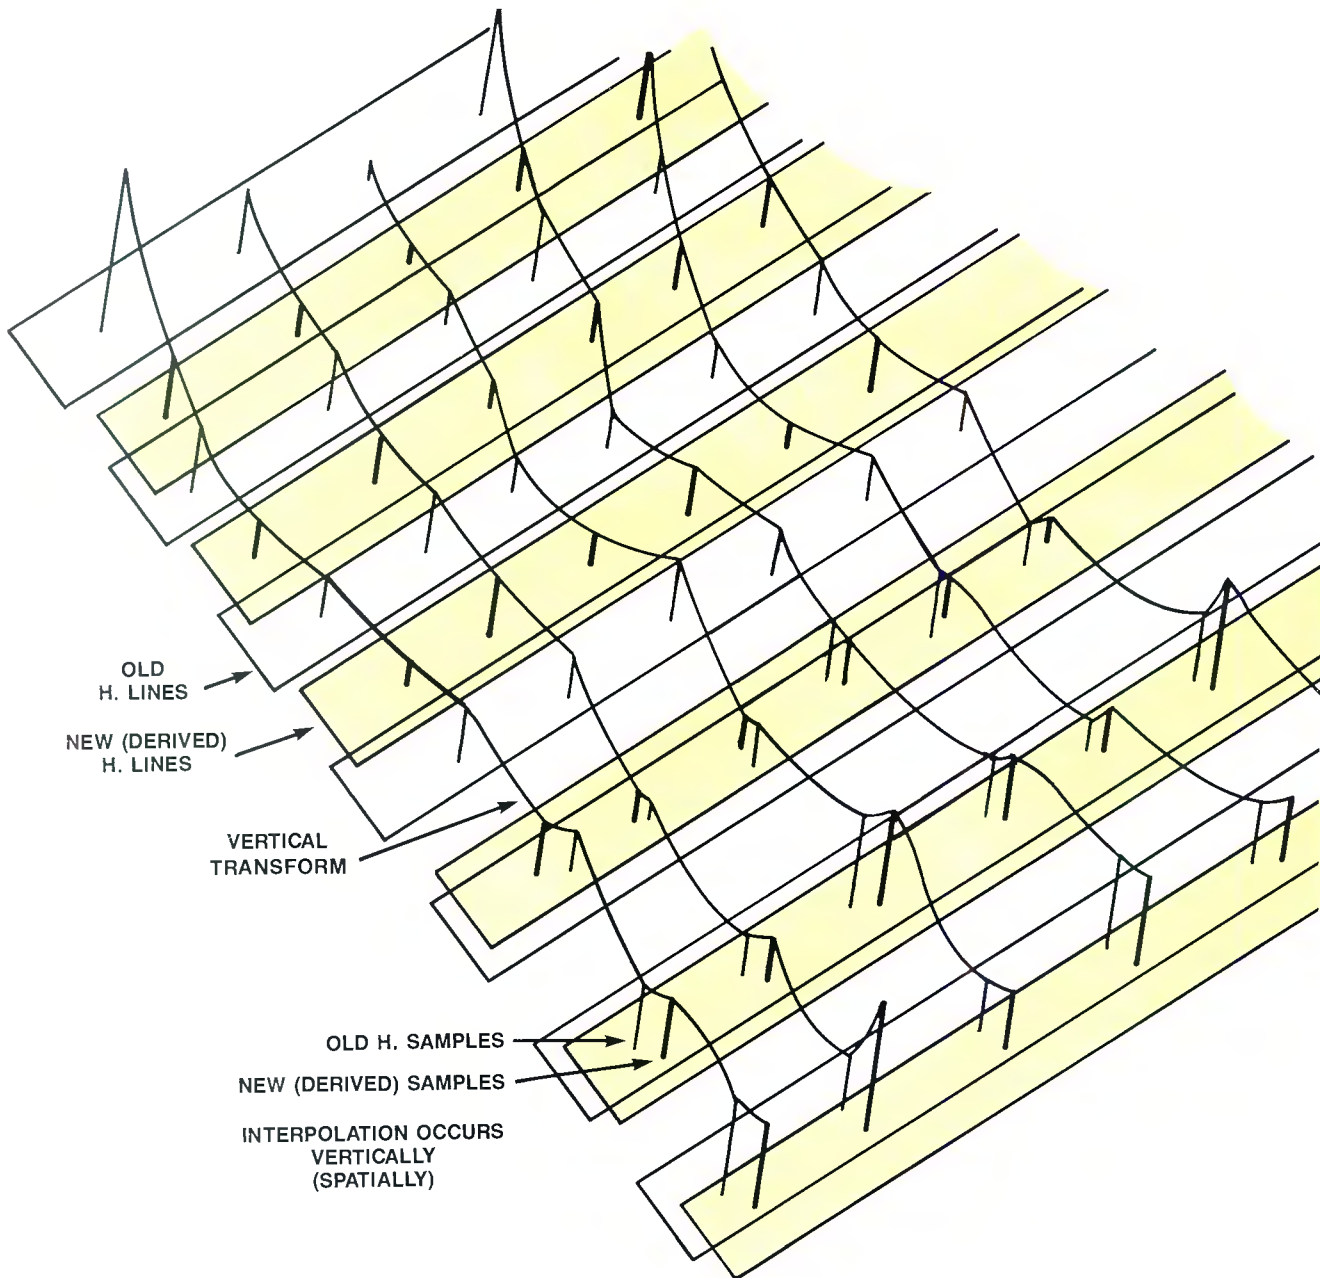 OLD
H. LINES
NEW (DERIVED)
H. LINES
VERTICAL
TRANSFORM
OLD H. SAMPLES
NEW (DERIVED) SAMPLES
INTERPOLATION OCCURS
VERTICALLY
(SPATIALLY)